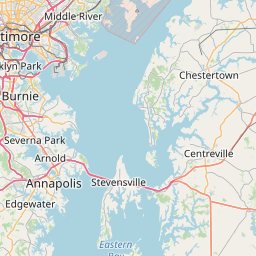 Middle River
timore
klyn Park
Chestertown
Burnie
Severna Park
Arnold
Centreville
Annapolis
Stevensville
Edgewater
Eastern
Bay